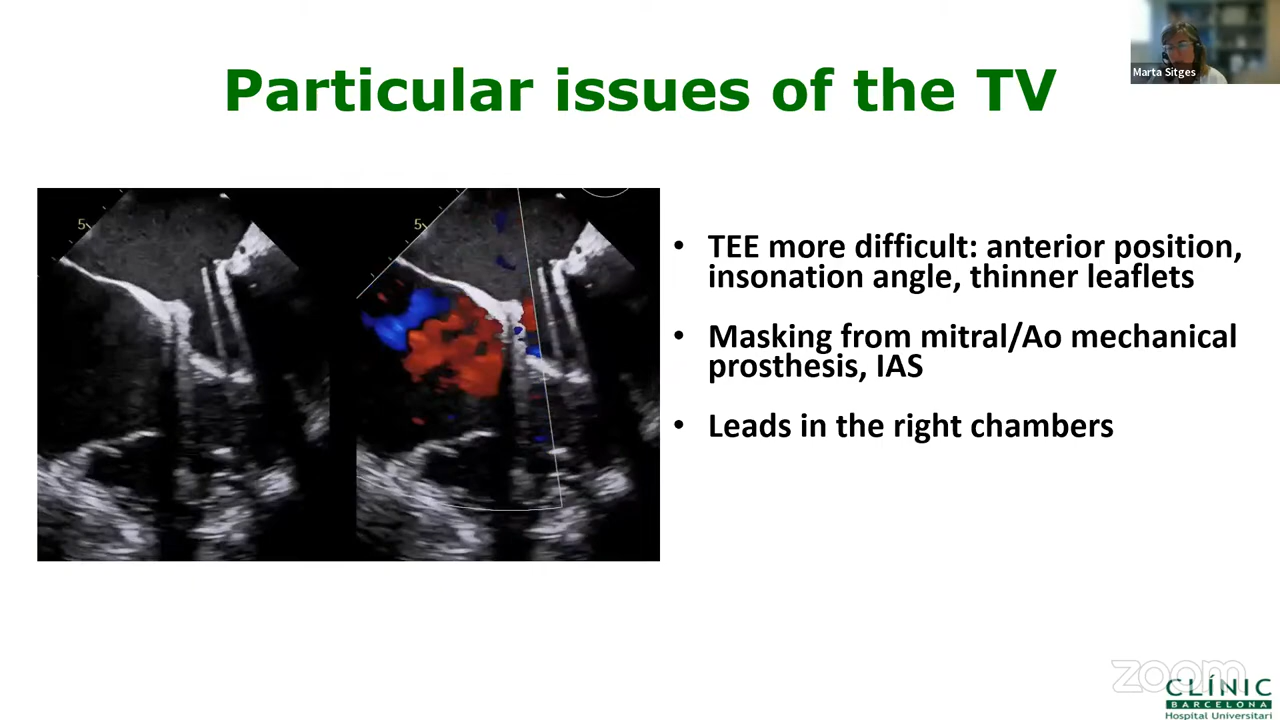 Particular issues of the TV
Marta Sitges
5
5
• TEE more difficult: anterior position,
insonation angle, thinner leaflets
• Masking from mitral/Ao mechanical
prosthesis, IAS
• Leads in the right chambers
zoom
CLÍNIC
BARCELONA
Hospital Universitari